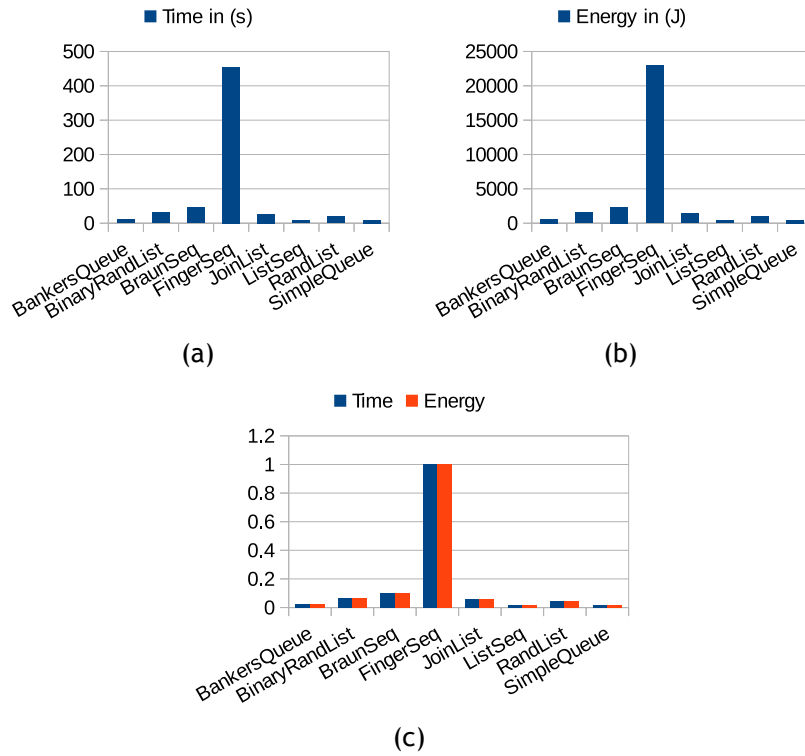 Time in (s)
500
400
300
200
100
0
BankersQueue
BinaryRandList
BraunSeq
FingerSeq
JoinList
ListSeq
RandList
SimpleQueue
(a)
Energy in (J)
25000
20000
15000
10000
5000
0
BankersQueue
BinaryRandList
BraunSeq
FingerSeq
JoinList
ListSeq
RandList
SimpleQueue
(b)
Time Energy
1.2
1
0.8
0.6
0.4
0.2
0
BankersQueue
BinaryRandList
BraunSeq
FingerSeq
JoinList
ListSeq
RandList
SimpleQueue
(c)